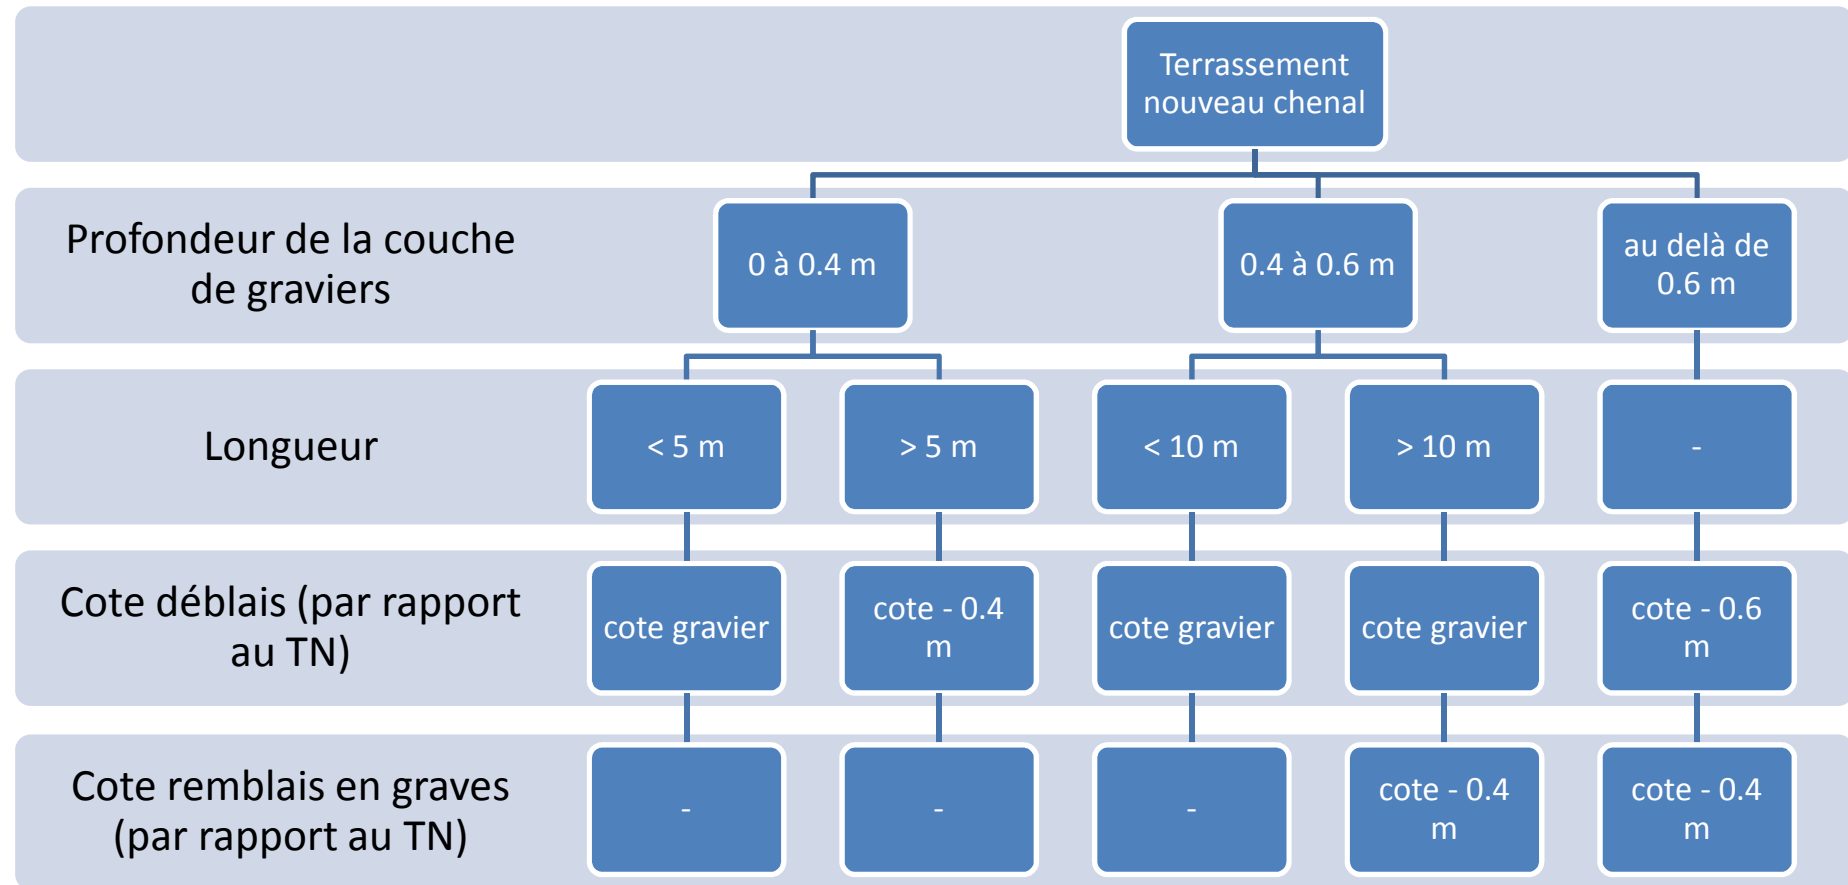 Terrassement
nouveau chenal
Profondeur de la couche
de graviers
0 à 0.4 m
0.4 à 0.6 m
au delà de
0.6 m
Longueur
< 5 m
> 5 m
< 10 m
> 10 m
-
Cote déblais (par rapport
au TN)
cote gravier
cote - 0.4
m
cote gravier
cote gravier
cote - 0.6
m
Cote remblais en graves
(par rapport au TN)
-
-
-
cote - 0.4
m
cote - 0.4
m